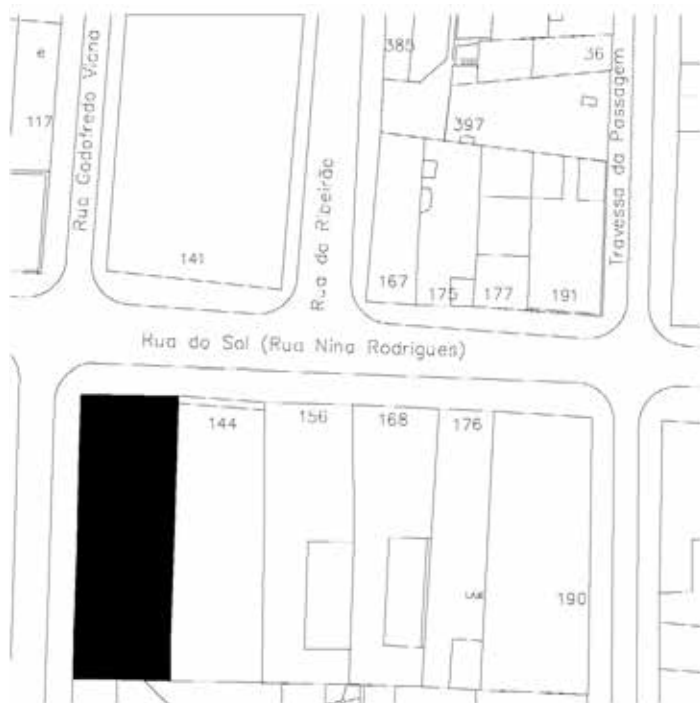 385
36
e
117
Rua Godofredo Viana
397
Travessa da Passagem
Rua do Ribeirão
141
167
175
177
191
Rua do Sol (Rua Nina Rodrigues)
144
156
168
176
190